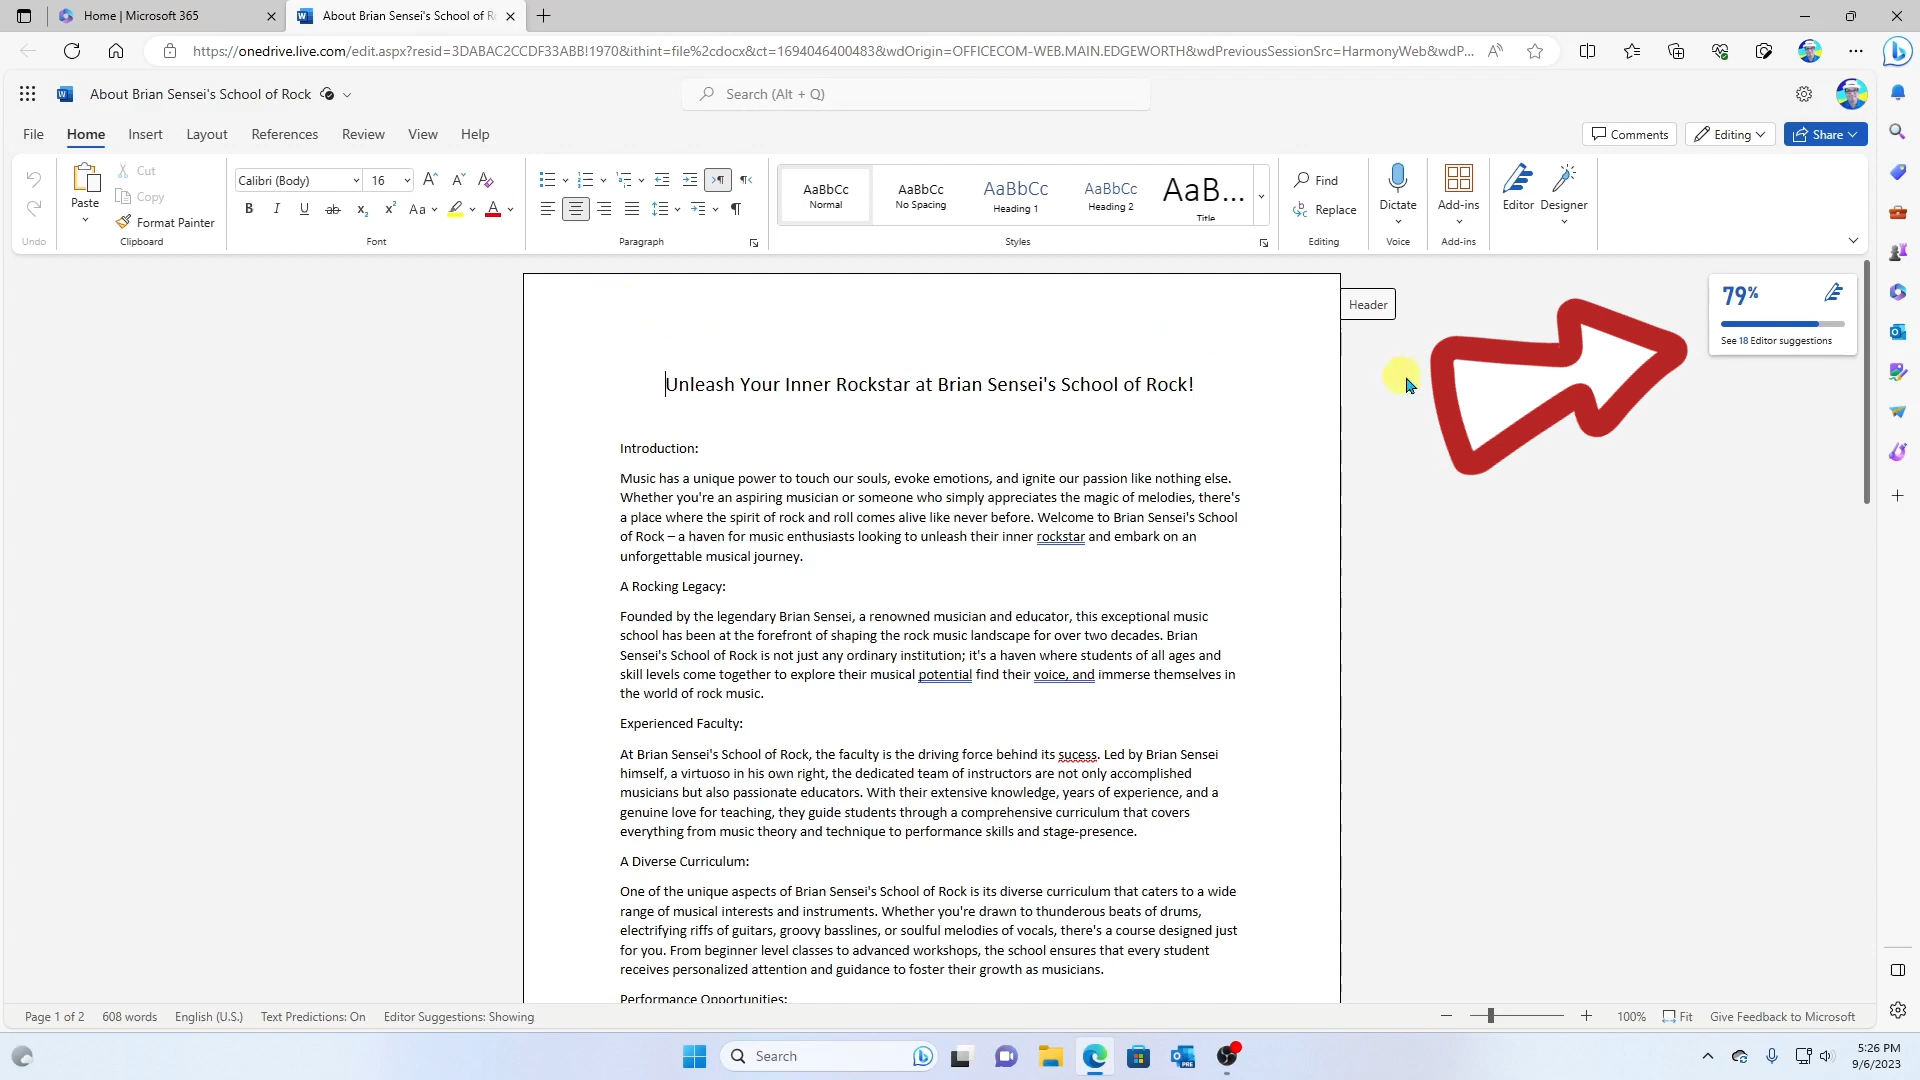 Home | Microsoft 365
About Brian Sensei's School of R
https://onedrive.live.com/edit.aspx?resid=3DABAC2CCDF33ABB!1970&ithint=file%2cdocx&ct=1694046400483&wdOrigin=OFFICECOM-WEB.MAIN.EDGEWORTH&wdPreviousSessionSrc=HarmonyWeb&wdP...
About Brian Sensei's School of Rock
Search (Alt + Q)
File Home Insert Layout References Review View Help
Comments Editing Share
Paste
Cut
Copy
Format Painter
Calibri (Body) 16
AaBbCc
Normal
AaBbCc
No Spacing
AaBbCc
Heading 1
AaBbCc
Heading 2
AaB...
Title
Find
Replace
Dictate
Add-ins
Editor
Designer
Undo Clipboard Font Paragraph Styles Editing Voice Add-ins
Header
79%
See 18 Editor suggestions
Unleash Your Inner Rockstar at Brian Sensei's School of Rock!
Introduction:
Music has a unique power to touch our souls, evoke emotions, and ignite our passion like nothing else.
Whether you're an aspiring musician or someone who simply appreciates the magic of melodies, there's
a place where the spirit of rock and roll comes alive like never before. Welcome to Brian Sensei's School
of Rock – a haven for music enthusiasts looking to unleash their inner rockstar and embark on an
unforgettable musical journey.
A Rocking Legacy:
Founded by the legendary Brian Sensei, a renowned musician and educator, this exceptional music
school has been at the forefront of shaping the rock music landscape for over two decades. Brian
Sensei's School of Rock is not just any ordinary institution; it's a haven where students of all ages and
skill levels come together to explore their musical potential find their voice, and immerse themselves in
the world of rock music.
Experienced Faculty:
At Brian Sensei's School of Rock, the faculty is the driving force behind its sucess. Led by Brian Sensei
himself, a virtuoso in his own right, the dedicated team of instructors are not only accomplished
musicians but also passionate educators. With their extensive knowledge, years of experience, and a
genuine love for teaching, they guide students through a comprehensive curriculum that covers
everything from music theory and technique to performance skills and stage-presence.
A Diverse Curriculum:
One of the unique aspects of Brian Sensei's School of Rock is its diverse curriculum that caters to a wide
range of musical interests and instruments. Whether you're drawn to thunderous beats of drums,
electrifying riffs of guitars, groovy basslines, or soulful melodies of vocals, there's a course designed just
for you. From beginner level classes to advanced workshops, the school ensures that every student
receives personalized attention and guidance to foster their growth as musicians.
Performance Opportunities:
Page 1 of 2 608 words English (U.S.) Text Predictions: On Editor Suggestions: Showing
100% Fit Give Feedback to Microsoft
Search
5:26 PM
9/6/2023